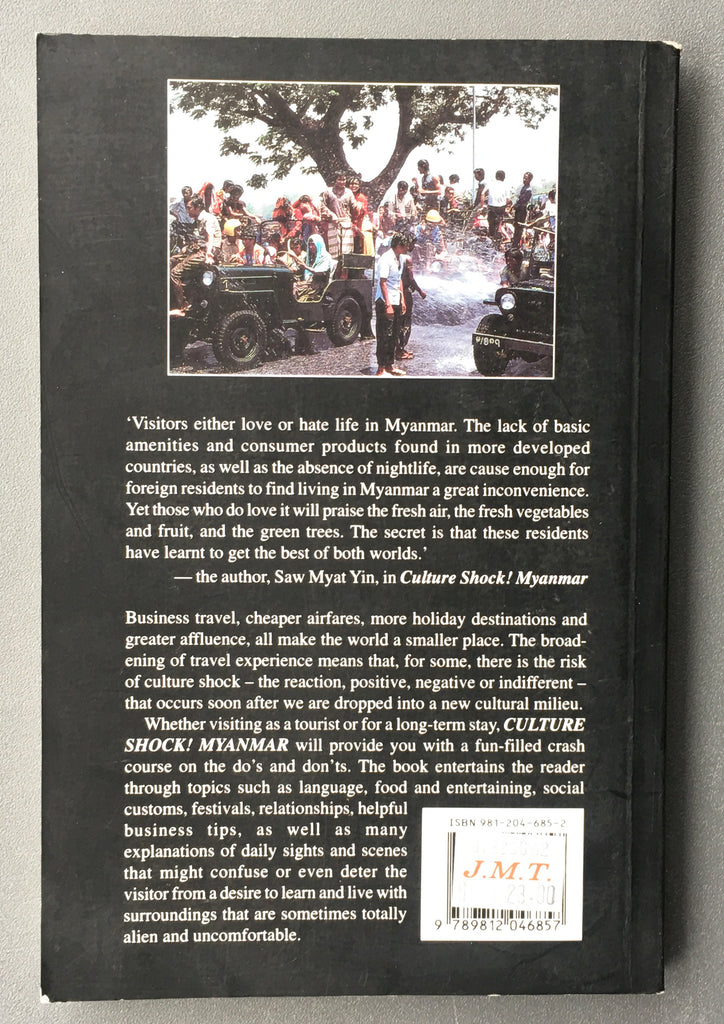 'Visitors either love or hate life in Myanmar. The lack of basic
amenities and consumer products found in more developed
countries, as well as the absence of nightlife, are cause enough for
foreign residents to find living in Myanmar a great inconvenience.
Yet those who do love it will praise the fresh air, the fresh vegetables
and fruit, and the green trees. The secret is that these residents
have learnt to get the best of both worlds.'
— the author, Saw Myat Yin, in Culture Shock! Myanmar
Business travel, cheaper airfares, more holiday destinations and
greater affluence, all make the world a smaller place. The broad-
ening of travel experience means that, for some, there is the risk
of culture shock – the reaction, positive, negative or indifferent –
that occurs soon after we are dropped into a new cultural milieu.
Whether visiting as a tourist or for a long-term stay, CULTURE
SHOCK! MYANMAR will provide you with a fun-filled crash
course on the do's and don'ts. The book entertains the reader
through topics such as language, food and entertaining, social
customs, festivals, relationships, helpful
business tips, as well as many
explanations of daily sights and scenes
that might confuse or even deter the
visitor from a desire to learn and live with
surroundings that are sometimes totally
alien and uncomfortable.
ISBN 981-204-685-2
J.M.T.
23.00
9 789812 046857